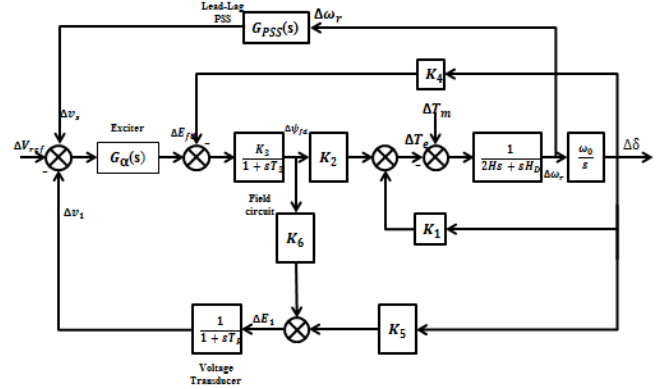 Lead-Lag
PSS
G_PSS(s)
Δω_r
K_4
Δv_s
ΔT_m
Exciter
ΔE_f
Δψ_fd
ΔV_ref
G_α(s)
K_3
1 + sT_3
K_2
ΔT_e
1
2Hs + sH_D
Δω_r
ω_0
s
Δδ
Field
circuit
K_6
K_1
Δv_1
1
1 + sT_R
ΔE_1
K_5
Voltage
Transducer